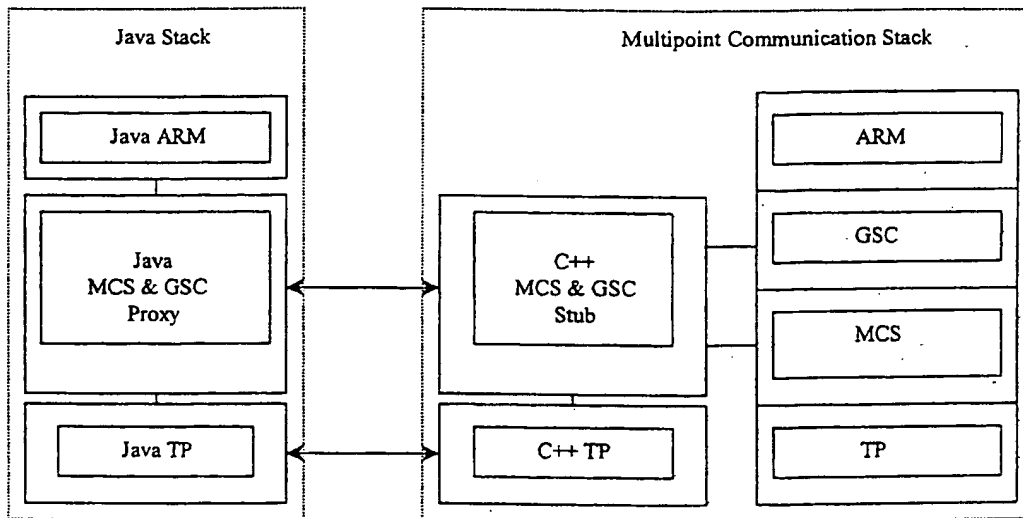 Java Stack
Multipoint Communication Stack
Java ARM
Java
MCS & GSC
Proxy
Java TP
C++
MCS & GSC
Stub
C++ TP
ARM
GSC
MCS
TP